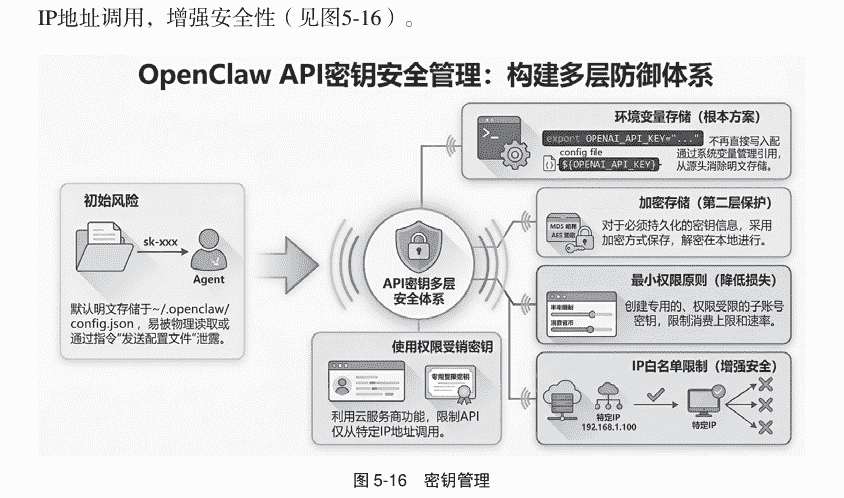 IP地址调用，增强安全性（见图5-16）。
OpenClaw API密钥安全管理：构建多层防御体系
初始风险
sk-xxx
Agent
默认明文存储于~/.openclaw/
config.json，易被物理读取或
通过指令“发送配置文件”泄露。
API密钥多层
安全体系
环境变量存储（根本方案）
export OPENAI_API_KEY="..."
config file
${OPENAI_API_KEY}
不再直接写入配
通过系统变量管理引用，
从源头消除明文存储。
加密存储（第二层保护）
MD5
AES
对于必须持久化的密钥信息，采用
加密方式保存，解密在本地进行。
最小权限原则（降低损失）
创建专用的、权限受限的子账号
密钥，限制消费上限和速率。
使用权限受销密钥
专用受限密钥
利用云服务商功能，限制API
仅从特定IP地址调用。
IP白名单限制（增强安全）
特定IP
192.168.1.100
特定IP
图 5-16　密钥管理